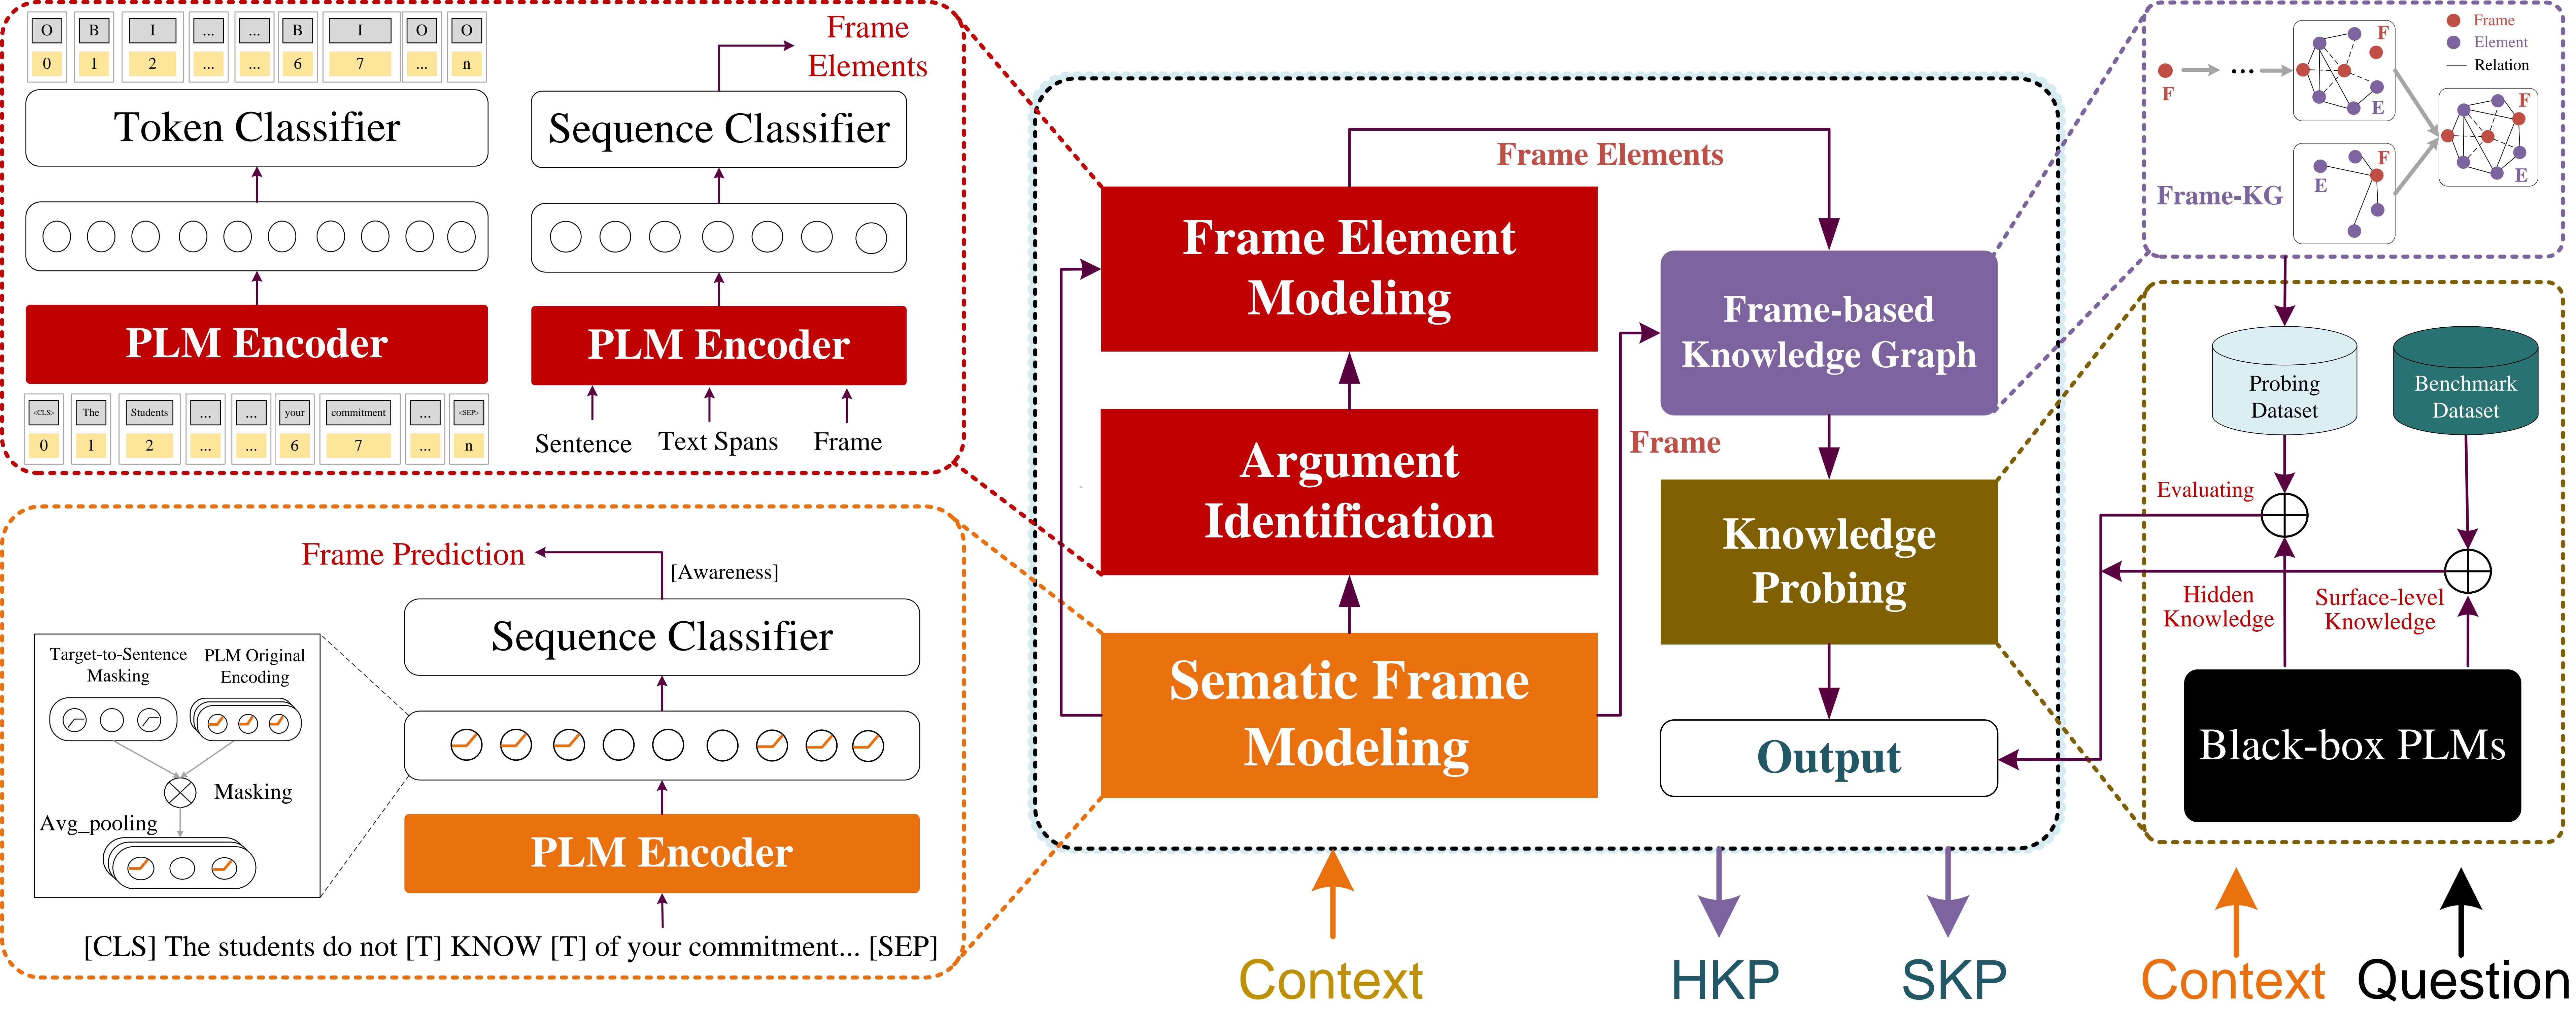 O B I ... ... B I O O
0 1 2 ... ... 6 7 ... n
Token Classifier
PLM Encoder
<CLS> The Students ... ... your commitment ... <SEP>
0 1 2 ... ... 6 7 ... n
Frame
Elements
Sequence Classifier
PLM Encoder
Sentence Text Spans Frame
Frame Prediction
[Awareness]
Sequence Classifier
Target-to-Sentence
Masking
PLM Original
Encoding
Masking
Avg_pooling
PLM Encoder
[CLS] The students do not [T] KNOW [T] of your commitment... [SEP]
Frame Elements
Frame Element
Modeling
Argument
Identification
Sematic Frame
Modeling
Frame-based
Knowledge Graph
Frame
Knowledge
Probing
Output
Context
HKP
SKP
Frame
Element
Relation
F
...
F
E
F
E
F
E
Frame-KG
Probing
Dataset
Benchmark
Dataset
Evaluating
Hidden
Knowledge
Surface-level
Knowledge
Black-box PLMs
Context
Question